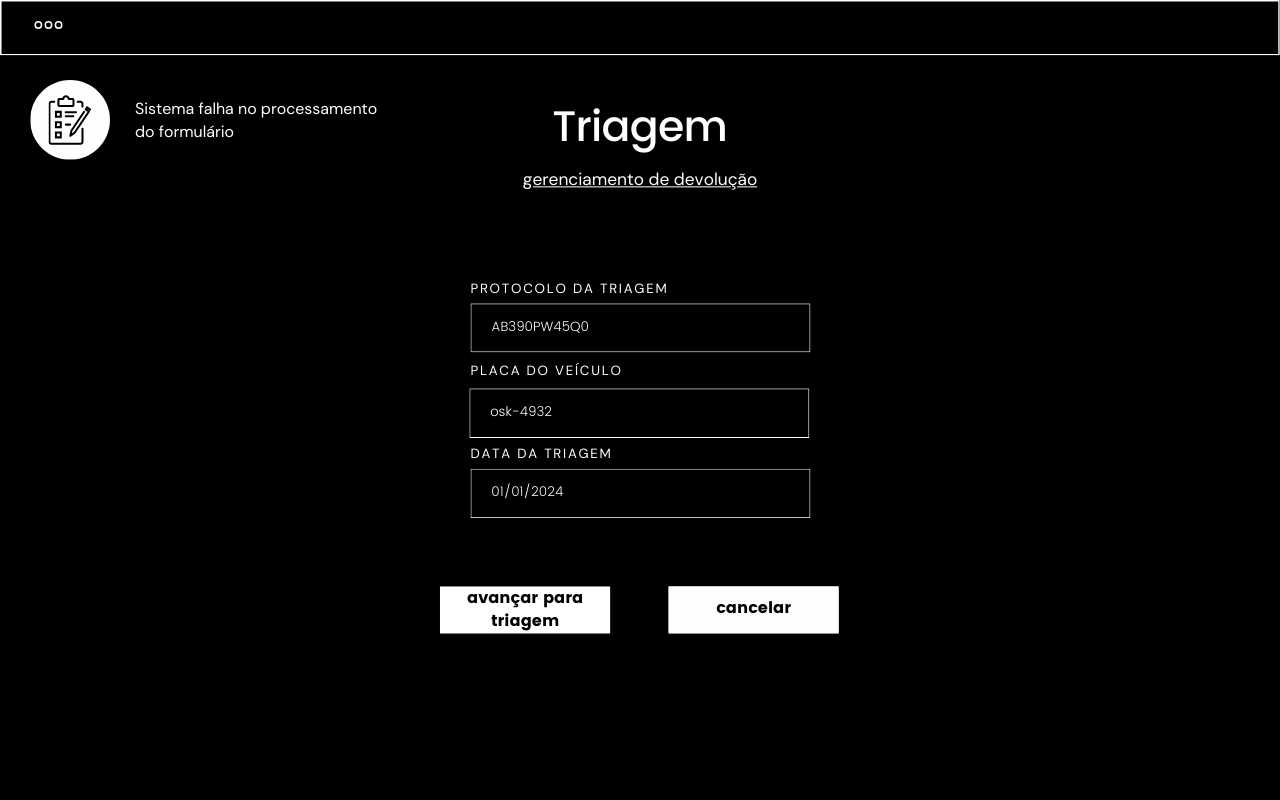 Sistema falha no processamento
do formulário
Triagem
gerenciamento de devolução
PROTOCOLO DA TRIAGEM
AB390PW45Q0
PLACA DO VEÍCULO
osk-4932
DATA DA TRIAGEM
01/01/2024
avançar para
triagem
cancelar